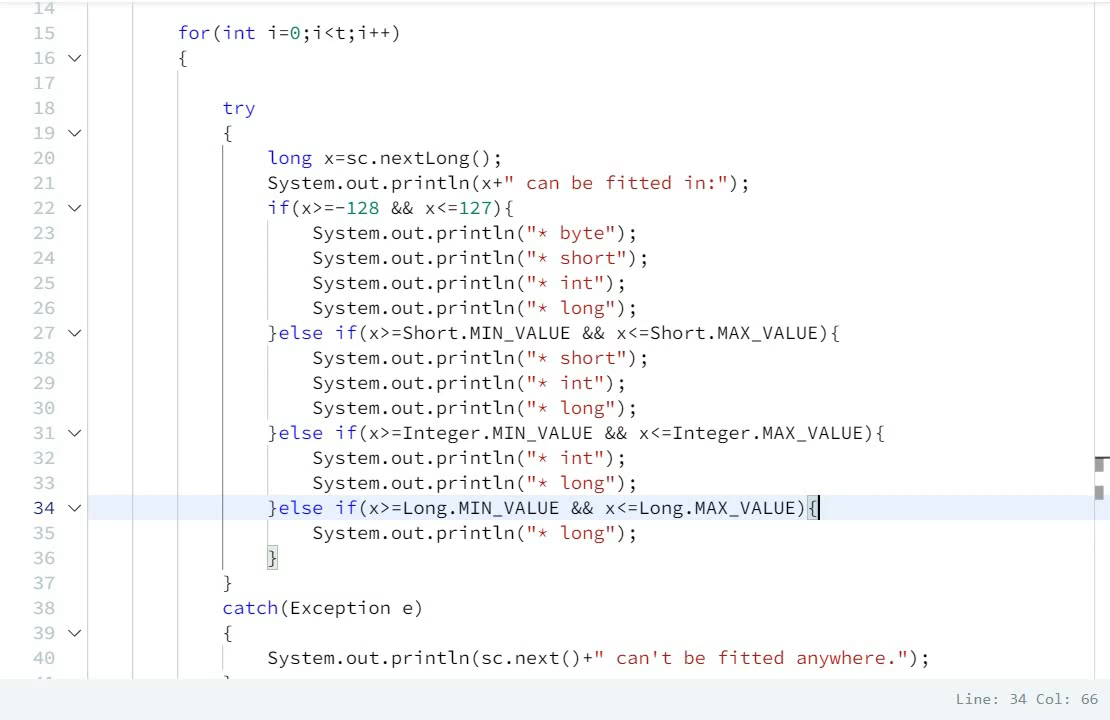 14
15 for(int i=0;i<t;i++)
16 {
17
18 try
19 {
20 long x=sc.nextLong();
21 System.out.println(x+" can be fitted in:");
22 if(x>=-128 && x<=127){
23 System.out.println("* byte");
24 System.out.println("* short");
25 System.out.println("* int");
26 System.out.println("* long");
27 }else if(x>=Short.MIN_VALUE && x<=Short.MAX_VALUE){
28 System.out.println("* short");
29 System.out.println("* int");
30 System.out.println("* long");
31 }else if(x>=Integer.MIN_VALUE && x<=Integer.MAX_VALUE){
32 System.out.println("* int");
33 System.out.println("* long");
34 }else if(x>=Long.MIN_VALUE && x<=Long.MAX_VALUE){
35 System.out.println("* long");
36 }
37 }
38 catch(Exception e)
39 {
40 System.out.println(sc.next()+" can't be fitted anywhere.");
Line: 34 Col: 66